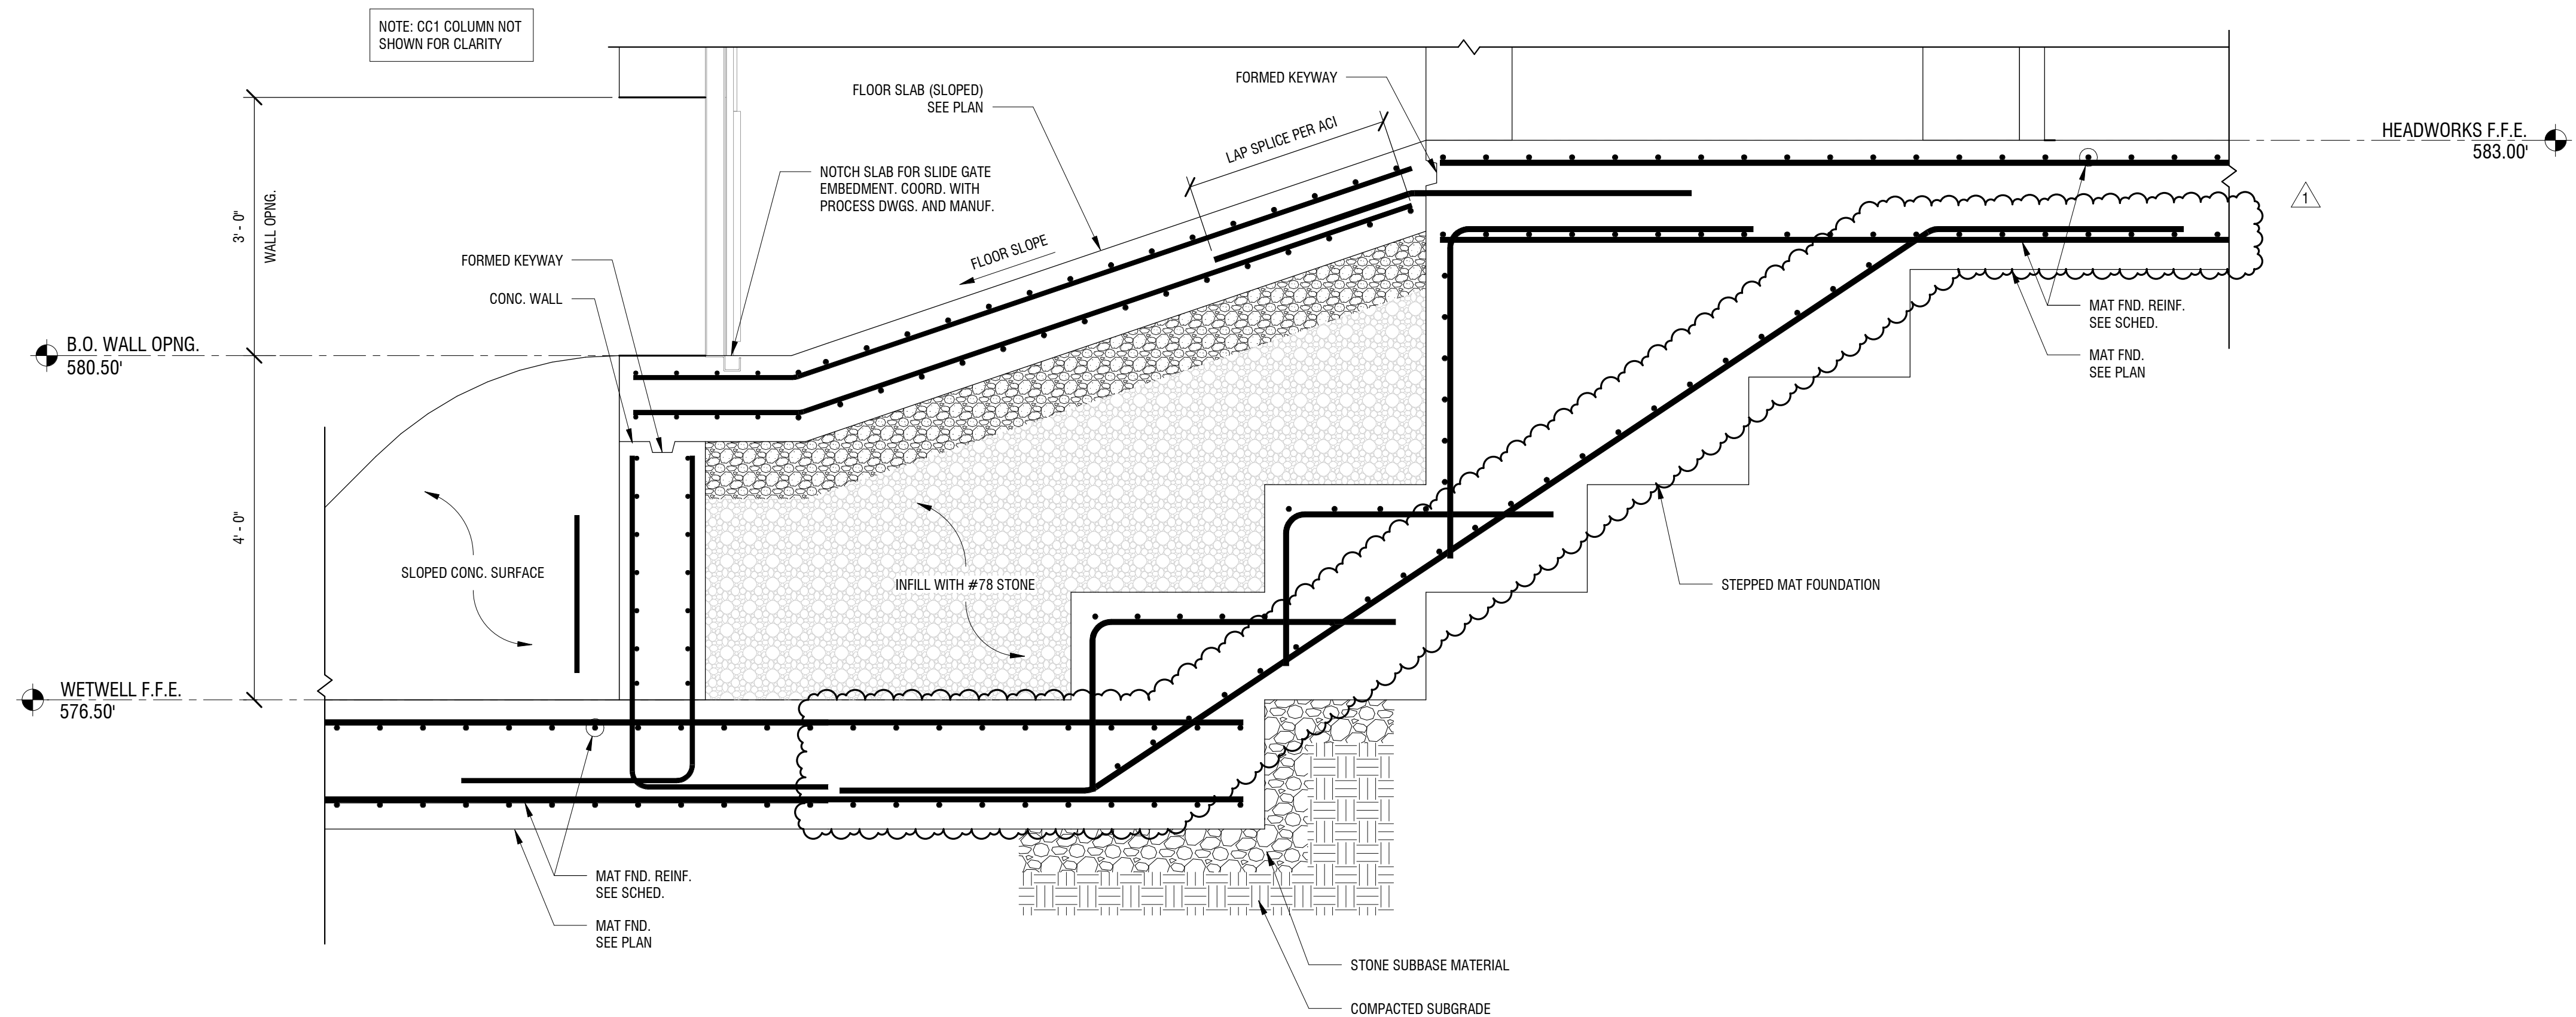 NOTE: CC1 COLUMN NOT
SHOWN FOR CLARITY
FLOOR SLAB (SLOPED)
SEE PLAN
FORMED KEYWAY
LAP SPLICE PER ACI
HEADWORKS F.F.E.
583.00'
NOTCH SLAB FOR SLIDE GATE
EMBEDMENT. COORD. WITH
PROCESS DWGS. AND MANUF.
1
3' - 0"
WALL OPNG.
FLOOR SLOPE
FORMED KEYWAY
CONC. WALL
MAT FND. REINF.
SEE SCHED.
MAT FND.
SEE PLAN
B.O. WALL OPNG.
580.50'
4' - 0"
SLOPED CONC. SURFACE
INFILL WITH #78 STONE
STEPPED MAT FOUNDATION
WETWELL F.F.E.
576.50'
MAT FND. REINF.
SEE SCHED.
MAT FND.
SEE PLAN
STONE SUBBASE MATERIAL
COMPACTED SUBGRADE